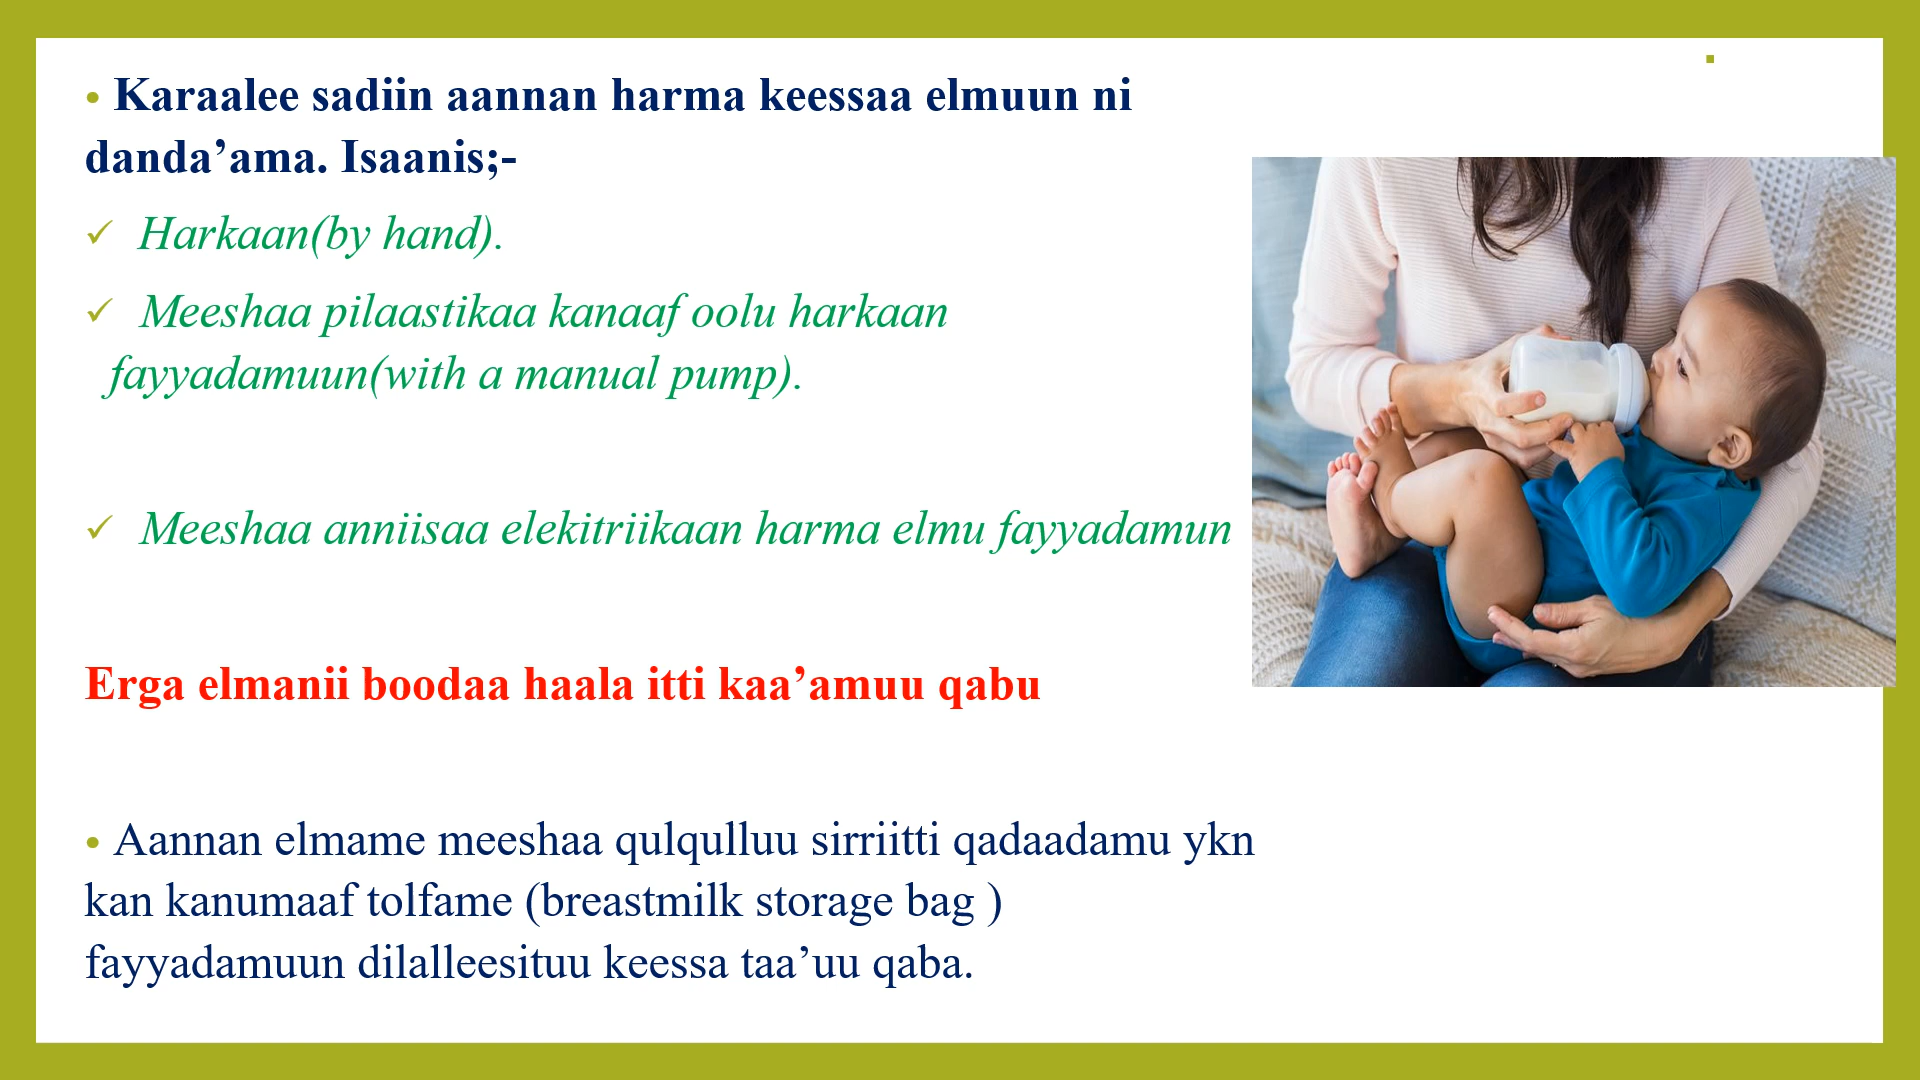 • Karaalee sadiin aannan harma keessaa elmuun ni
danda’ama. Isaanis;-
✓ Harkaan(by hand).
✓ Meeshaa pilaastikaa kanaaf oolu harkaan
fayyadamuun(with a manual pump).
✓ Meeshaa anniisaa elekitriikaan harma elmu fayyadamun
Erga elmanii boodaa haala itti kaa’amuu qabu
• Aannan elmame meeshaa qulqulluu sirriitti qadaadamu ykn
kan kanumaaf tolfame (breastmilk storage bag )
fayyadamuun dilalleesituu keessa taa’uu qaba.